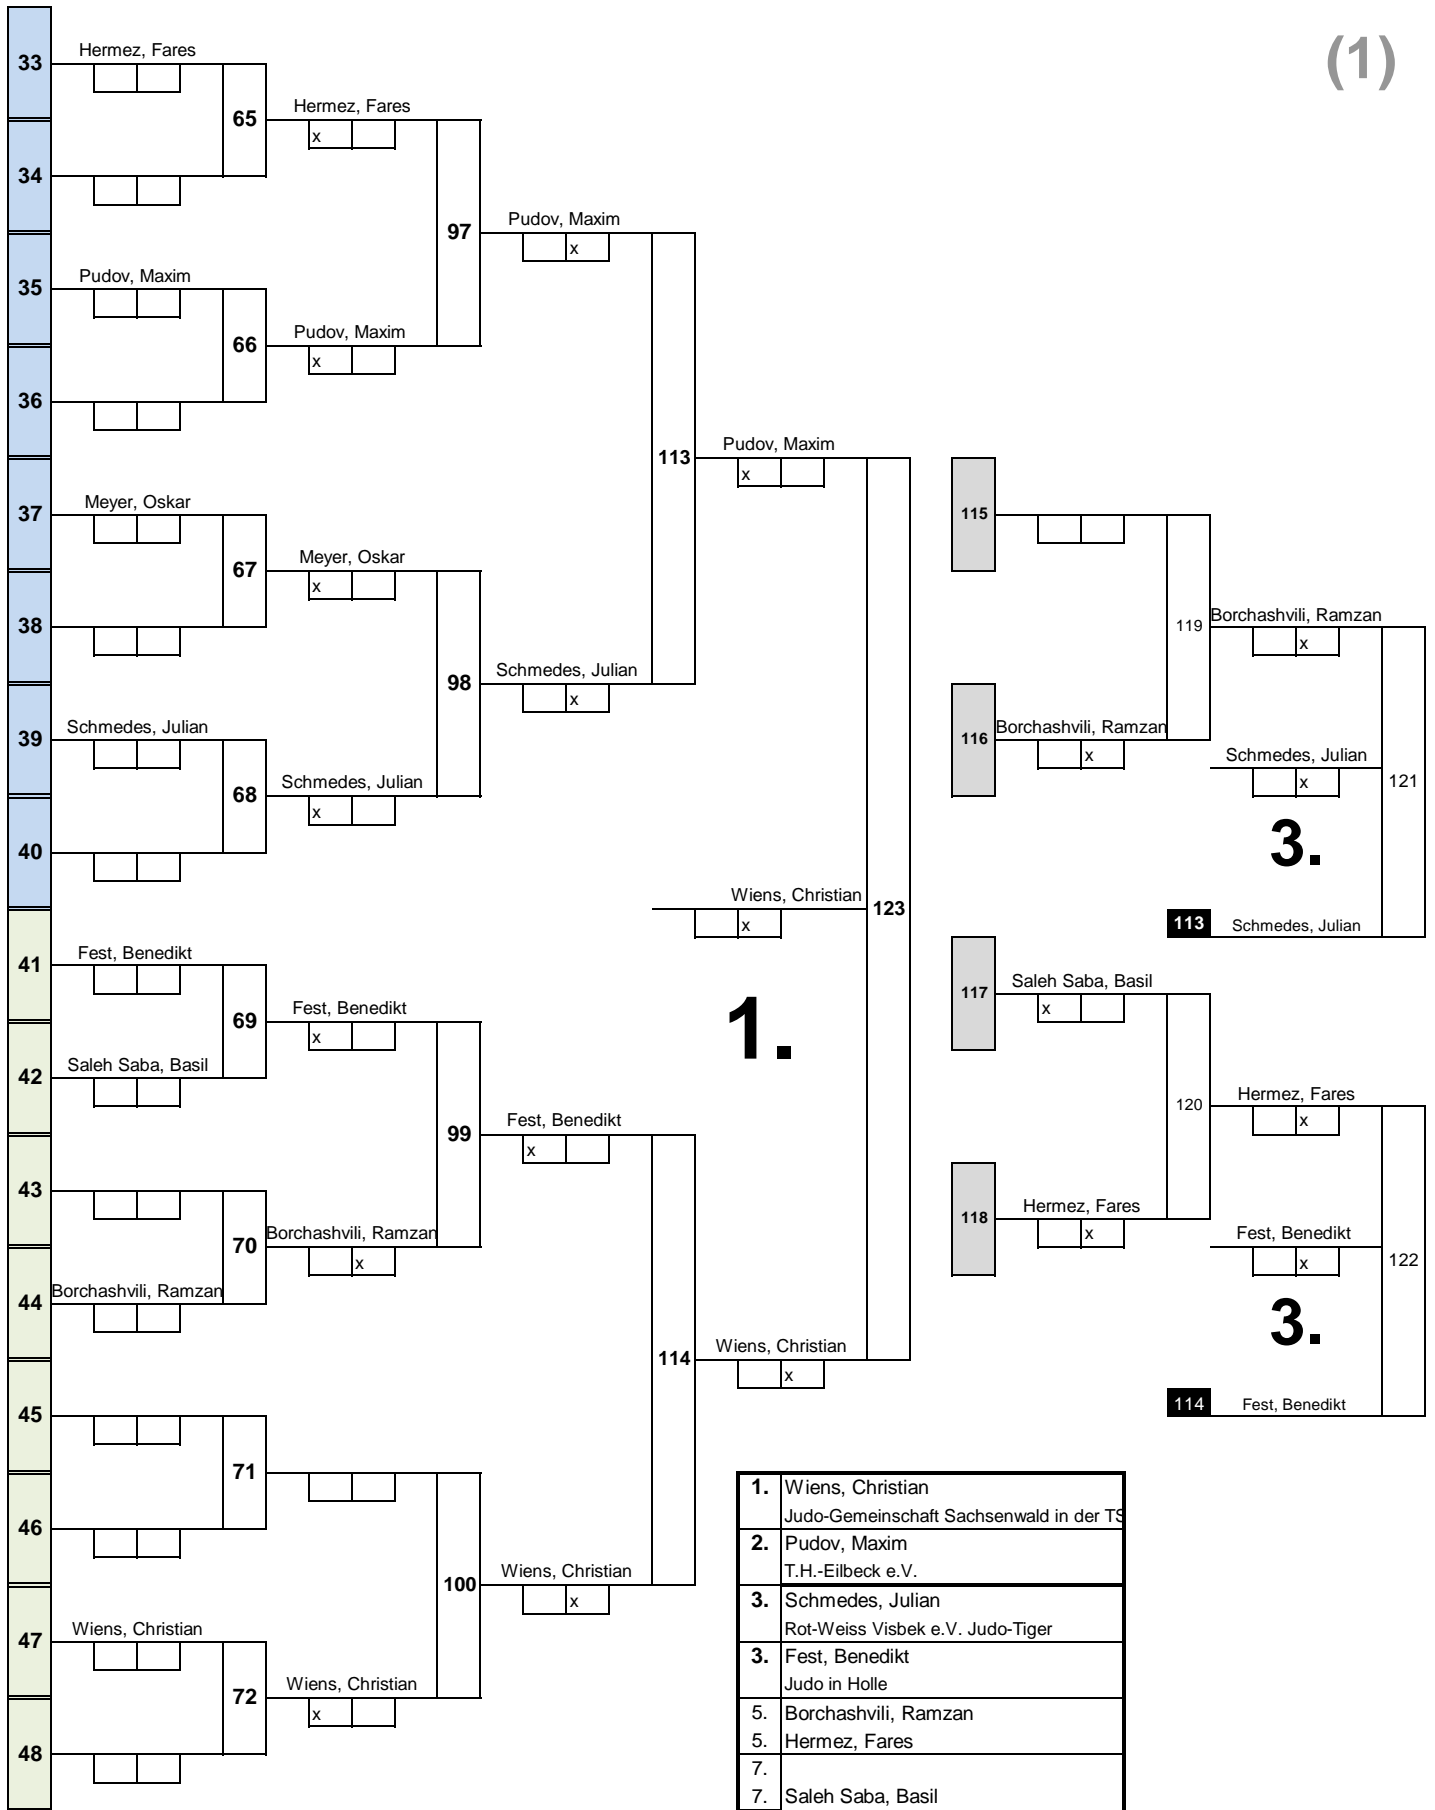 (1)
33
Hermez, Fares
65
Hermez, Fares
x
34
97
Pudov, Maxim
x
35
Pudov, Maxim
66
Pudov, Maxim
x
36
113
Pudov, Maxim
x
37
Meyer, Oskar
67
Meyer, Oskar
x
38
98
Schmedes, Julian
x
39
Schmedes, Julian
68
Schmedes, Julian
x
40
Wiens, Christian
x
123
1.
41
Fest, Benedikt
69
Fest, Benedikt
x
42
Saleh Saba, Basil
99
Fest, Benedikt
x
43
70
Borchashvili, Ramzan
x
44
Borchashvili, Ramzan
114
Wiens, Christian
x
45
71
46
100
Wiens, Christian
x
47
Wiens, Christian
72
Wiens, Christian
x
48
115
119
Borchashvili, Ramzan
x
116
Borchashvili, Ramzan
x
Schmedes, Julian
x
121
3.
113 Schmedes, Julian
117
Saleh Saba, Basil
x
120
Hermez, Fares
x
118
Hermez, Fares
x
Fest, Benedikt
x
122
3.
114 Fest, Benedikt
1. Wiens, Christian
Judo-Gemeinschaft Sachsenwald in der TS
2. Pudov, Maxim
T.H.-Eilbeck e.V.
3. Schmedes, Julian
Rot-Weiss Visbek e.V. Judo-Tiger
3. Fest, Benedikt
Judo in Holle
5. Borchashvili, Ramzan
5. Hermez, Fares
7.
7. Saleh Saba, Basil